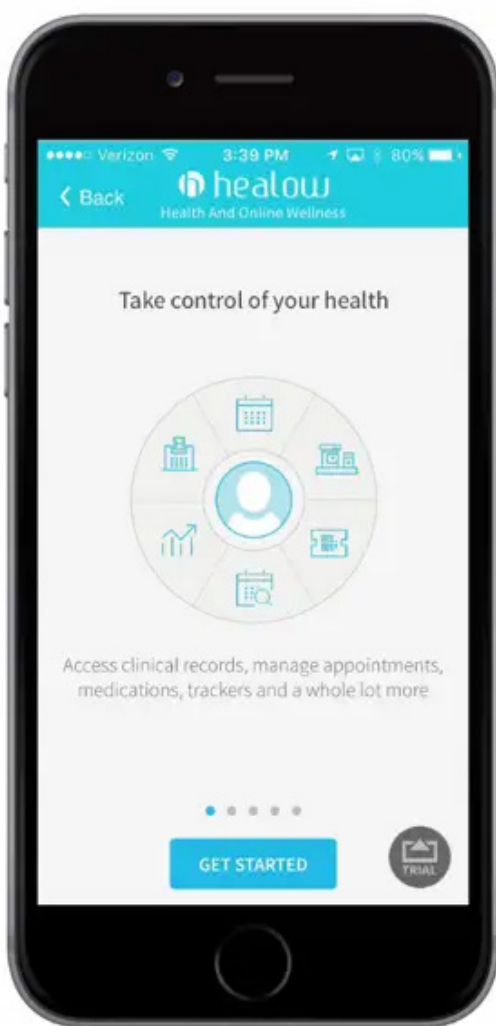 Verizon 3:39 PM 80%
Back
healow
Health And Online Wellness
Take control of your health
Access clinical records, manage appointments,
medications, trackers and a whole lot more
GET STARTED
TRIAL